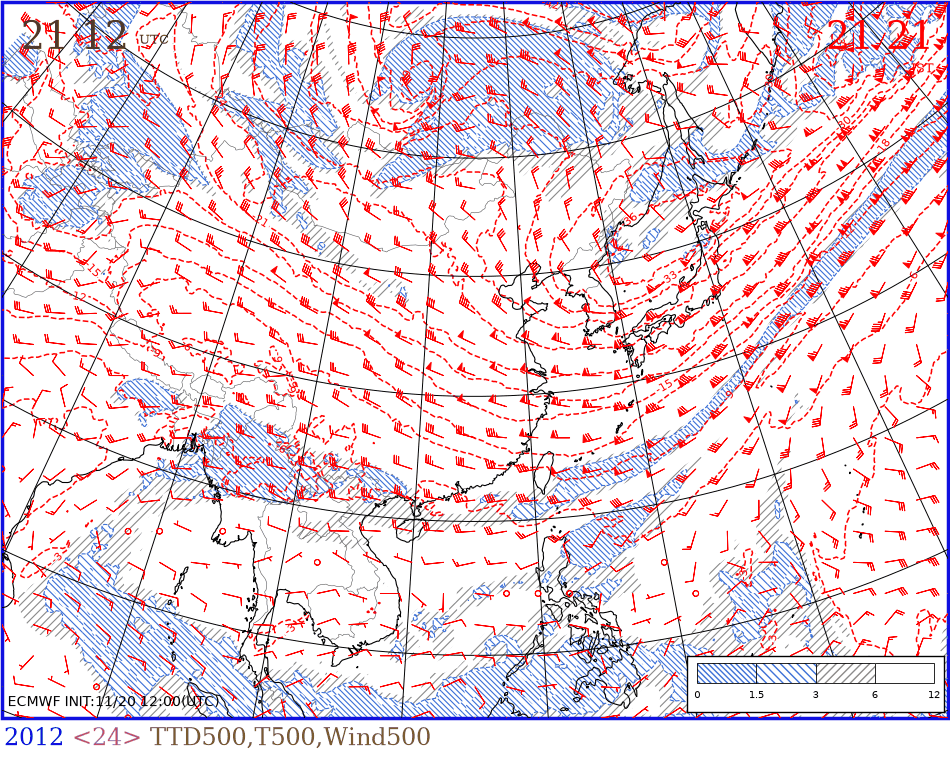 21.12 UTC
21.21
ECMWF INIT:11/20 12:00(UTC)
0 1.5 3 6 12
2012 <24> TTD500,T500,Wind500